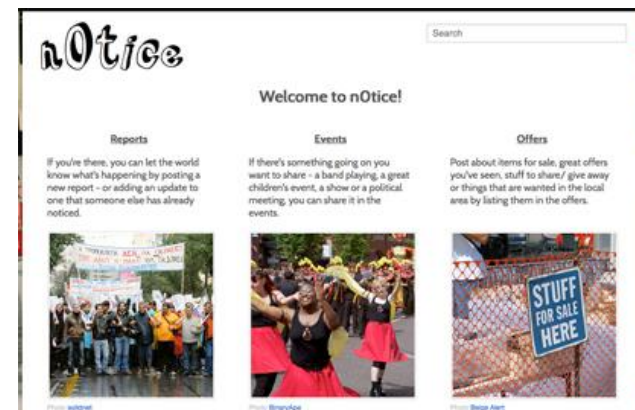 n0tice
Search
Welcome to n0tice!
Reports
If you're there, you can let the world
know what's happening by posting a
new report – or adding an update to
one that someone else has already
noticed.
Events
If there's something going on you
want to share – a band playing, a great
children's event, a show or a political
meeting, you can share it in the
events.
Offers
Post about items for sale, great offers
you've seen, stuff to share/ give away
or things that are wanted in the local
area by listing them in the offers.
STUFF
FOR SALE
HERE
Photo
Photo
Photo